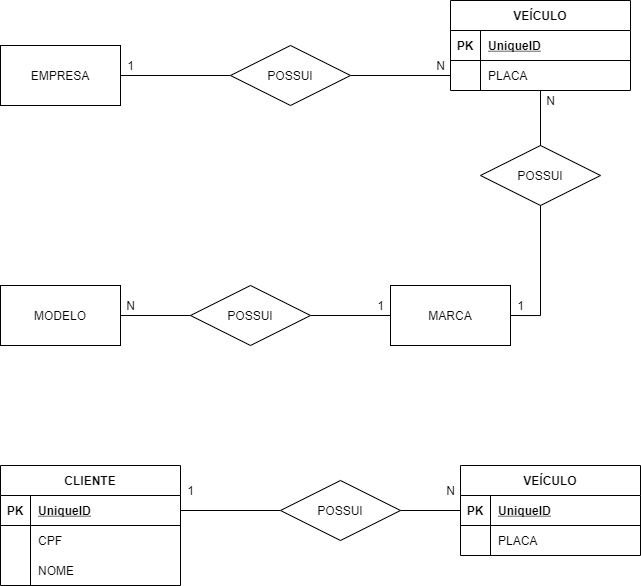 VEÍCULO
PK UniqueID
PLACA
EMPRESA 1 POSSUI N
N
POSSUI
MODELO N POSSUI 1 MARCA 1
CLIENTE
PK UniqueID
CPF
NOME
1 POSSUI N
VEÍCULO
PK UniqueID
PLACA